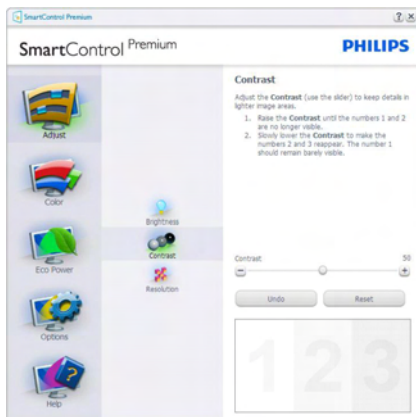 SmartControl Premium
SmartControl Premium
PHILIPS
Adjust
Color
Eco Power
Options
Help
Brightness
Contrast
Resolution
Contrast
Adjust the Contrast (use the slider) to keep details in
lighter image areas.
1. Raise the Contrast until the numbers 1 and 2
are no longer visible.
2. Slowly lower the Contrast to make the
numbers 2 and 3 reappear. The number 1
should remain barely visible.
Contrast 50
Undo Reset
1 2 3